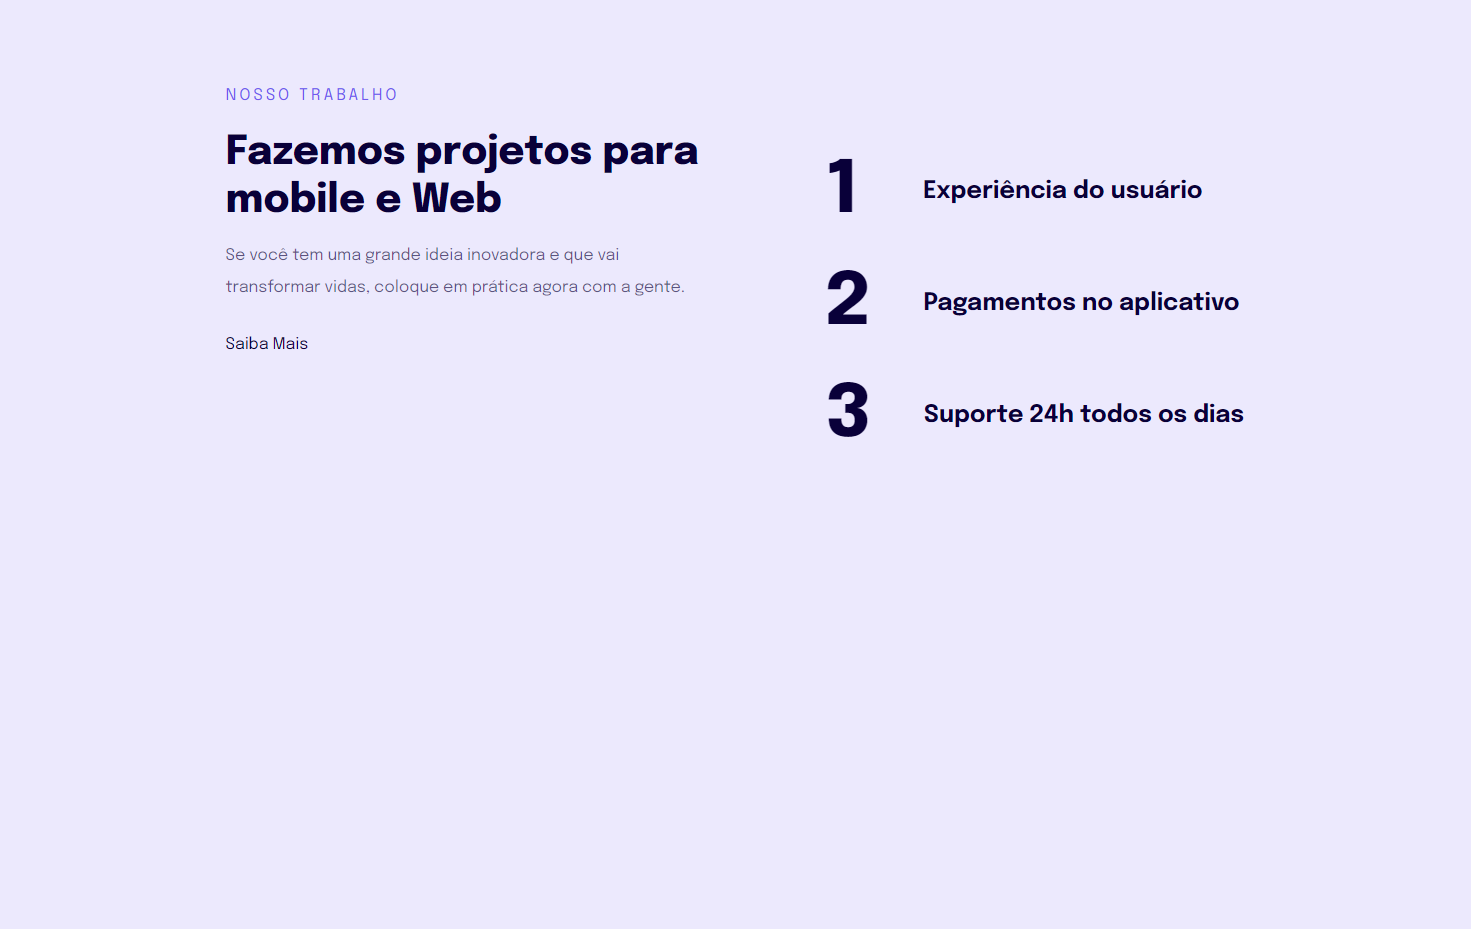 NOSSO TRABALHO
Fazemos projetos para
mobile e Web
Se você tem uma grande ideia inovadora e que vai
transformar vidas, coloque em prática agora com a gente.
Saiba Mais
1 Experiência do usuário
2 Pagamentos no aplicativo
3 Suporte 24h todos os dias